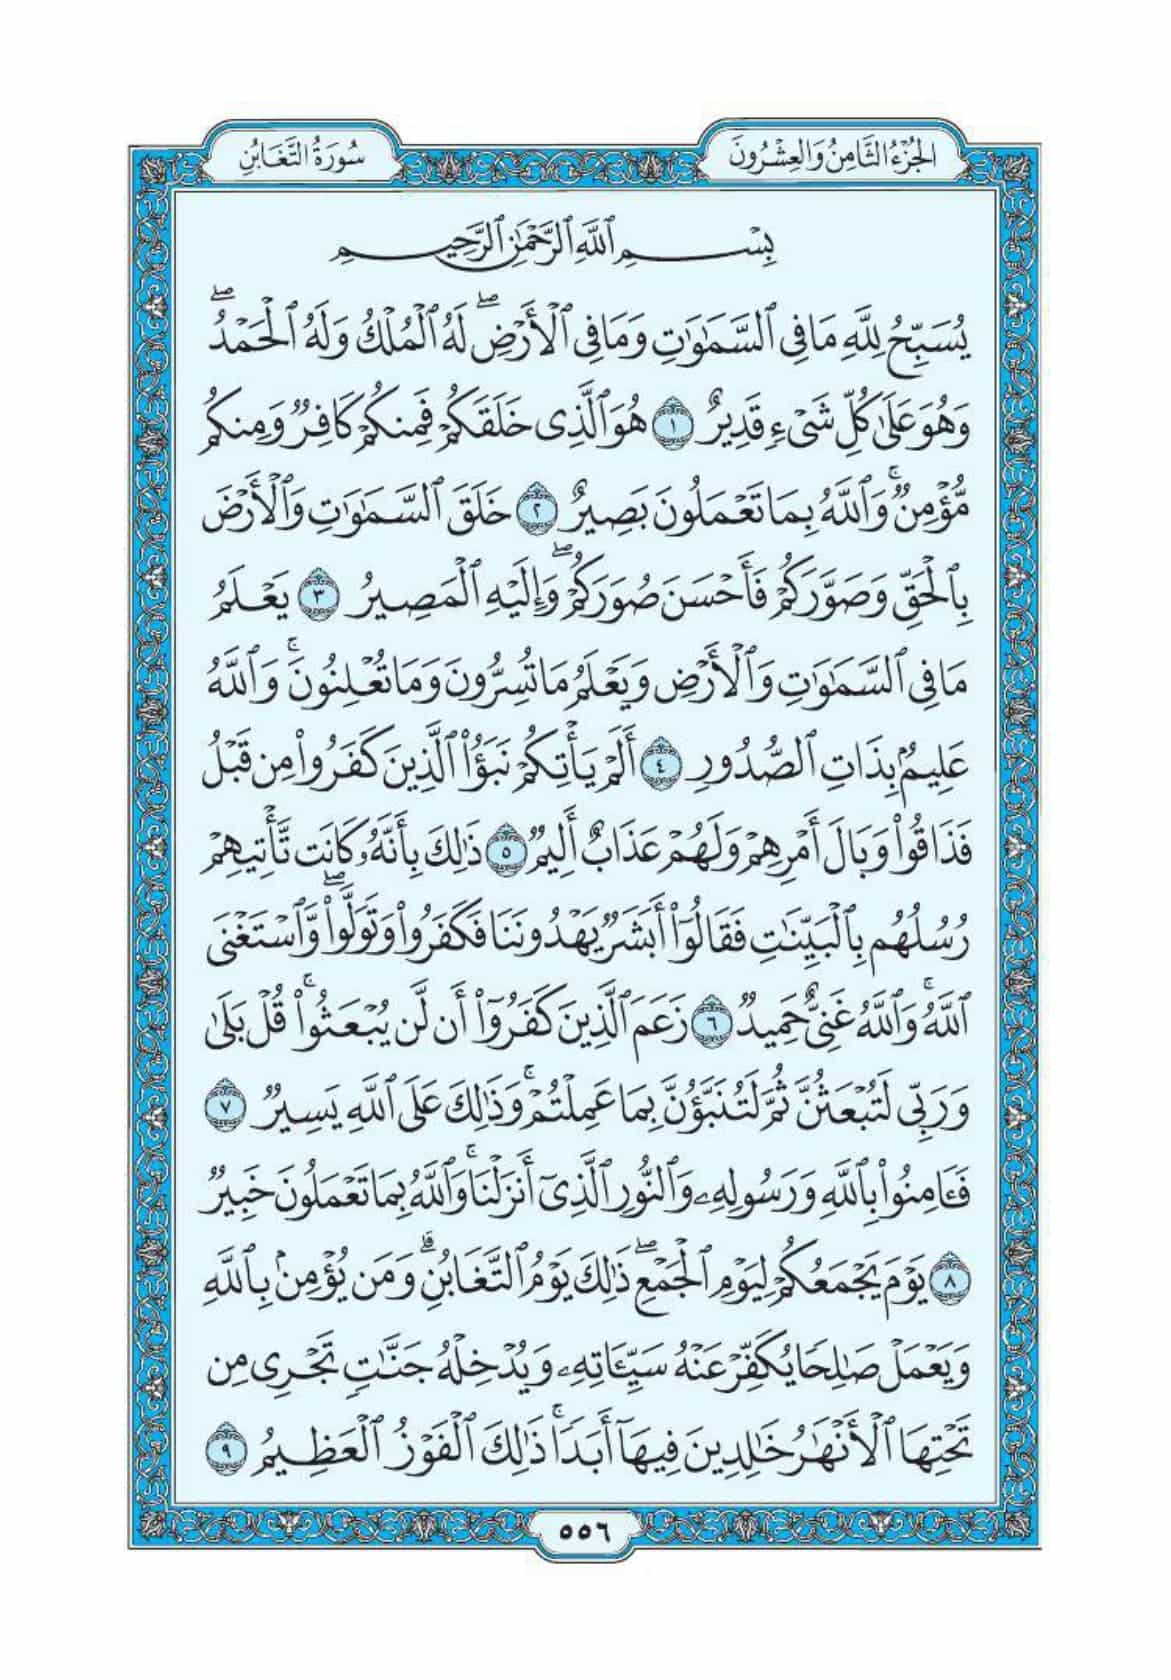 الجُزْءُ الثَّامِنُ وَالعِشْرُونَ
سُورَةُ التَّغَابُن
بِسْمِ ٱللَّهِ ٱلرَّحْمَٰنِ ٱلرَّحِيمِ
يُسَبِّحُ لِلَّهِ مَا فِي ٱلسَّمَٰوَٰتِ وَمَا فِي ٱلْأَرْضِۖ لَهُ ٱلْمُلْكُ وَلَهُ ٱلْحَمْدُۖ
وَهُوَ عَلَىٰ كُلِّ شَيْءٖ قَدِيرٌ ١ هُوَ ٱلَّذِي خَلَقَكُمْ فَمِنكُمْ كَافِرٞ وَمِنكُم
مُّؤْمِنٞۚ وَٱللَّهُ بِمَا تَعْمَلُونَ بَصِيرٌ ٢ خَلَقَ ٱلسَّمَٰوَٰتِ وَٱلْأَرْضَ
بِٱلْحَقِّ وَصَوَّرَكُمْ فَأَحْسَنَ صُوَرَكُمْۖ وَإِلَيْهِ ٱلْمَصِيرُ ٣ يَعْلَمُ
مَا فِي ٱلسَّمَٰوَٰتِ وَٱلْأَرْضِ وَيَعْلَمُ مَا تُسِرُّونَ وَمَا تُعْلِنُونَۚ وَٱللَّهُ
عَلِيمُۢ بِذَاتِ ٱلصُّدُورِ ٤ أَلَمْ يَأْتِكُمْ نَبَؤُاْ ٱلَّذِينَ كَفَرُواْ مِن قَبْلُ
فَذَاقُواْ وَبَالَ أَمْرِهِمْ وَلَهُمْ عَذَابٌ أَلِيمٞ ٥ ذَٰلِكَ بِأَنَّهُۥ كَانَت تَّأْتِيهِمْ
رُسُلُهُم بِٱلْبَيِّنَٰتِ فَقَالُوٓاْ أَبَشَرٞ يَهْدُونَنَا فَكَفَرُواْ وَتَوَلَّواْۖ وَّٱسْتَغْنَى
ٱللَّهُۚ وَٱللَّهُ غَنِيٌّ حَمِيدٞ ٦ زَعَمَ ٱلَّذِينَ كَفَرُوٓاْ أَن لَّن يُبْعَثُواْۚ قُلْ بَلَىٰ
وَرَبِّي لَتُبْعَثُنَّ ثُمَّ لَتُنَبَّؤُنَّ بِمَا عَمِلْتُمْۚ وَذَٰلِكَ عَلَى ٱللَّهِ يَسِيرٞ ٧
فَـَٔامِنُواْ بِٱللَّهِ وَرَسُولِهِۦ وَٱلنُّورِ ٱلَّذِيٓ أَنزَلْنَاۚ وَٱللَّهُ بِمَا تَعْمَلُونَ خَبِيرٞ
٨ يَوْمَ يَجْمَعُكُمْ لِيَوْمِ ٱلْجَمْعِۖ ذَٰلِكَ يَوْمُ ٱلتَّغَابُنِۗ وَمَن يُؤْمِنۢ بِٱللَّهِ
وَيَعْمَلْ صَٰلِحٗا يُكَفِّرْ عَنْهُ سَيِّـَٔاتِهِۦ وَيُدْخِلْهُ جَنَّٰتٖ تَجْرِي مِن
تَحْتِهَا ٱلْأَنْهَٰرُ خَٰلِدِينَ فِيهَآ أَبَدٗاۚ ذَٰلِكَ ٱلْفَوْزُ ٱلْعَظِيمُ ٩
٥٥٦